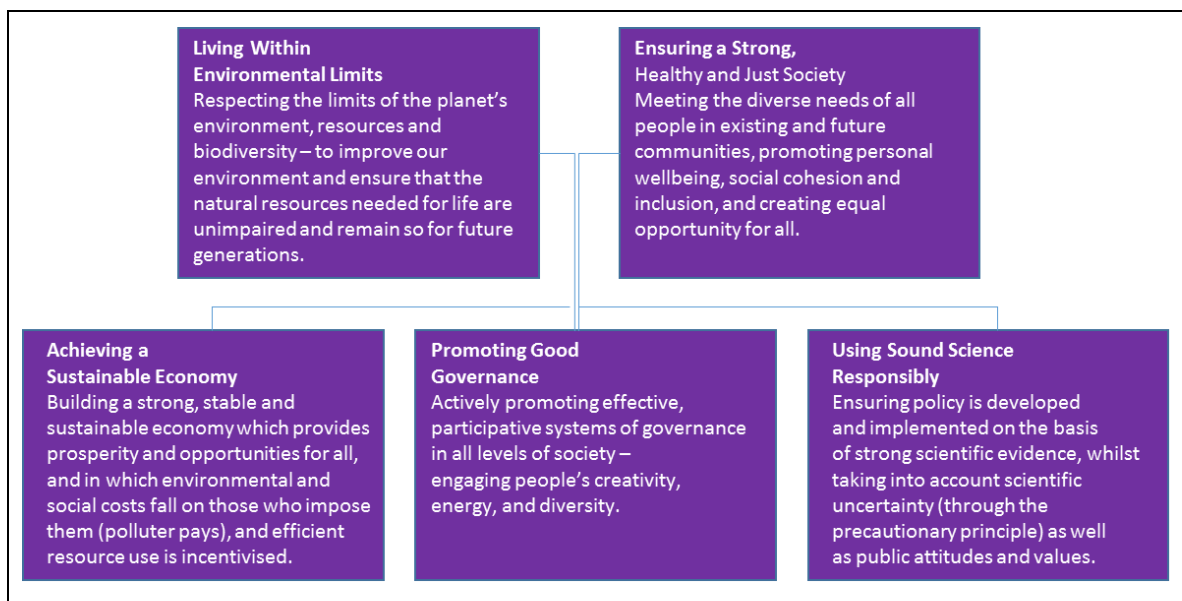 Living Within
Environmental Limits
Respecting the limits of the planet's
environment, resources and
biodiversity – to improve our
environment and ensure that the
natural resources needed for life are
unimpaired and remain so for future
generations.
Ensuring a Strong,
Healthy and Just Society
Meeting the diverse needs of all
people in existing and future
communities, promoting personal
wellbeing, social cohesion and
inclusion, and creating equal
opportunity for all.
Achieving a
Sustainable Economy
Building a strong, stable and
sustainable economy which provides
prosperity and opportunities for all,
and in which environmental and
social costs fall on those who impose
them (polluter pays), and efficient
resource use is incentivised.
Promoting Good
Governance
Actively promoting effective,
participative systems of governance
in all levels of society –
engaging people's creativity,
energy, and diversity.
Using Sound Science
Responsibly
Ensuring policy is developed
and implemented on the basis
of strong scientific evidence, whilst
taking into account scientific
uncertainty (through the
precautionary principle) as well
as public attitudes and values.